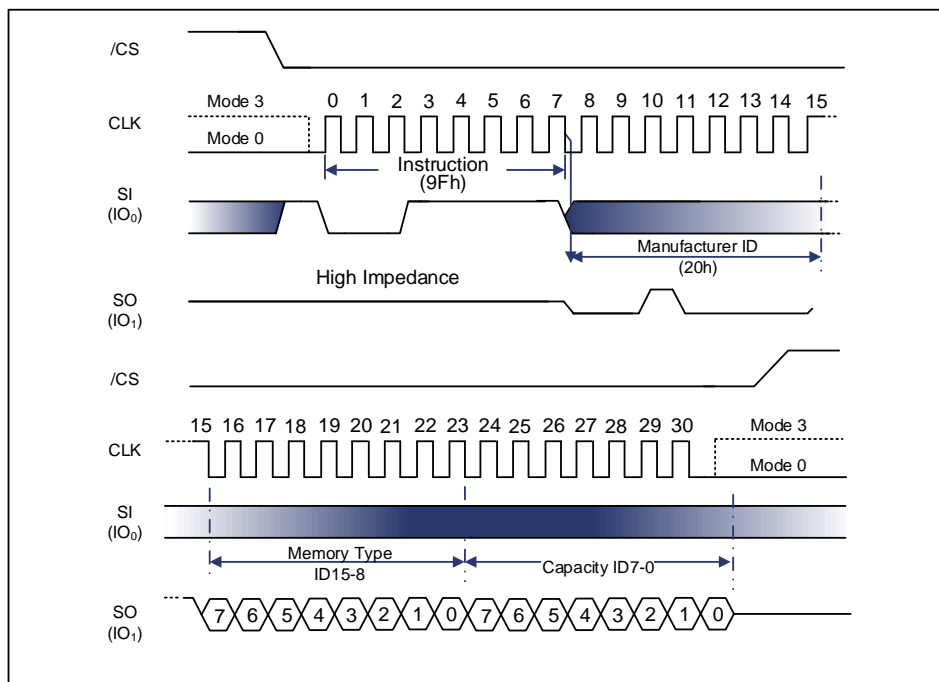 /CS
Mode 3
0 1 2 3 4 5 6 7 8 9 10 11 12 13 14 15
CLK
Mode 0
Instruction
(9Fh)
SI
(IO₀)
Manufacturer ID
(20h)
High Impedance
SO
(IO₁)
/CS
15 16 17 18 19 20 21 22 23 24 25 26 27 28 29 30
Mode 3
CLK
Mode 0
SI
(IO₀)
Memory Type
ID15-8
Capacity ID7-0
SO
(IO₁)
7 6 5 4 3 2 1 0 7 6 5 4 3 2 1 0